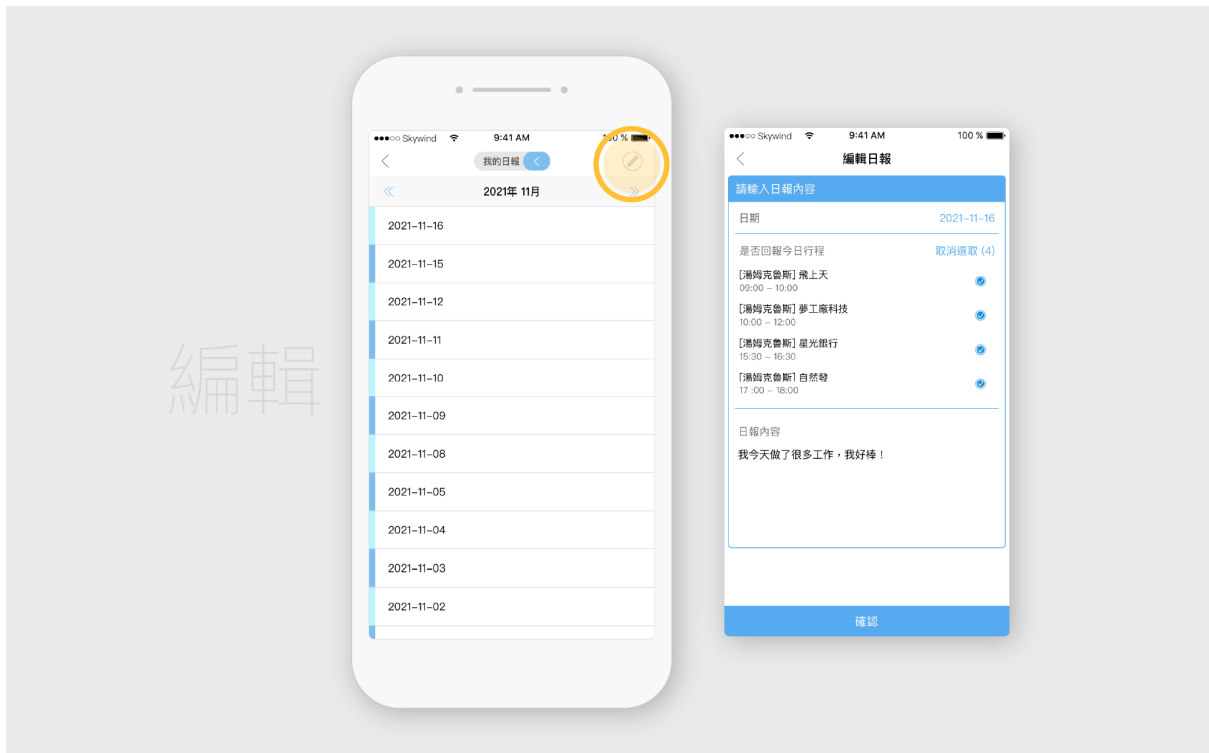 編輯
Skywind 9:41 AM 100 %
我的日報
2021年 11月
2021-11-16
2021-11-15
2021-11-12
2021-11-11
2021-11-10
2021-11-09
2021-11-08
2021-11-05
2021-11-04
2021-11-03
2021-11-02
Skywind 9:41 AM 100 %
編輯日報
請輸入日報內容
日期 2021-11-16
是否回報今日行程 取消選取 (4)
[湯姆克魯斯] 飛上天
09:00 - 10:00
[湯姆克魯斯] 夢工廠科技
10:00 - 12:00
[湯姆克魯斯] 星光銀行
15:30 - 16:30
[湯姆克魯斯] 自然發
17 :00 - 18:00
日報內容
我今天做了很多工作，我好棒！
確認